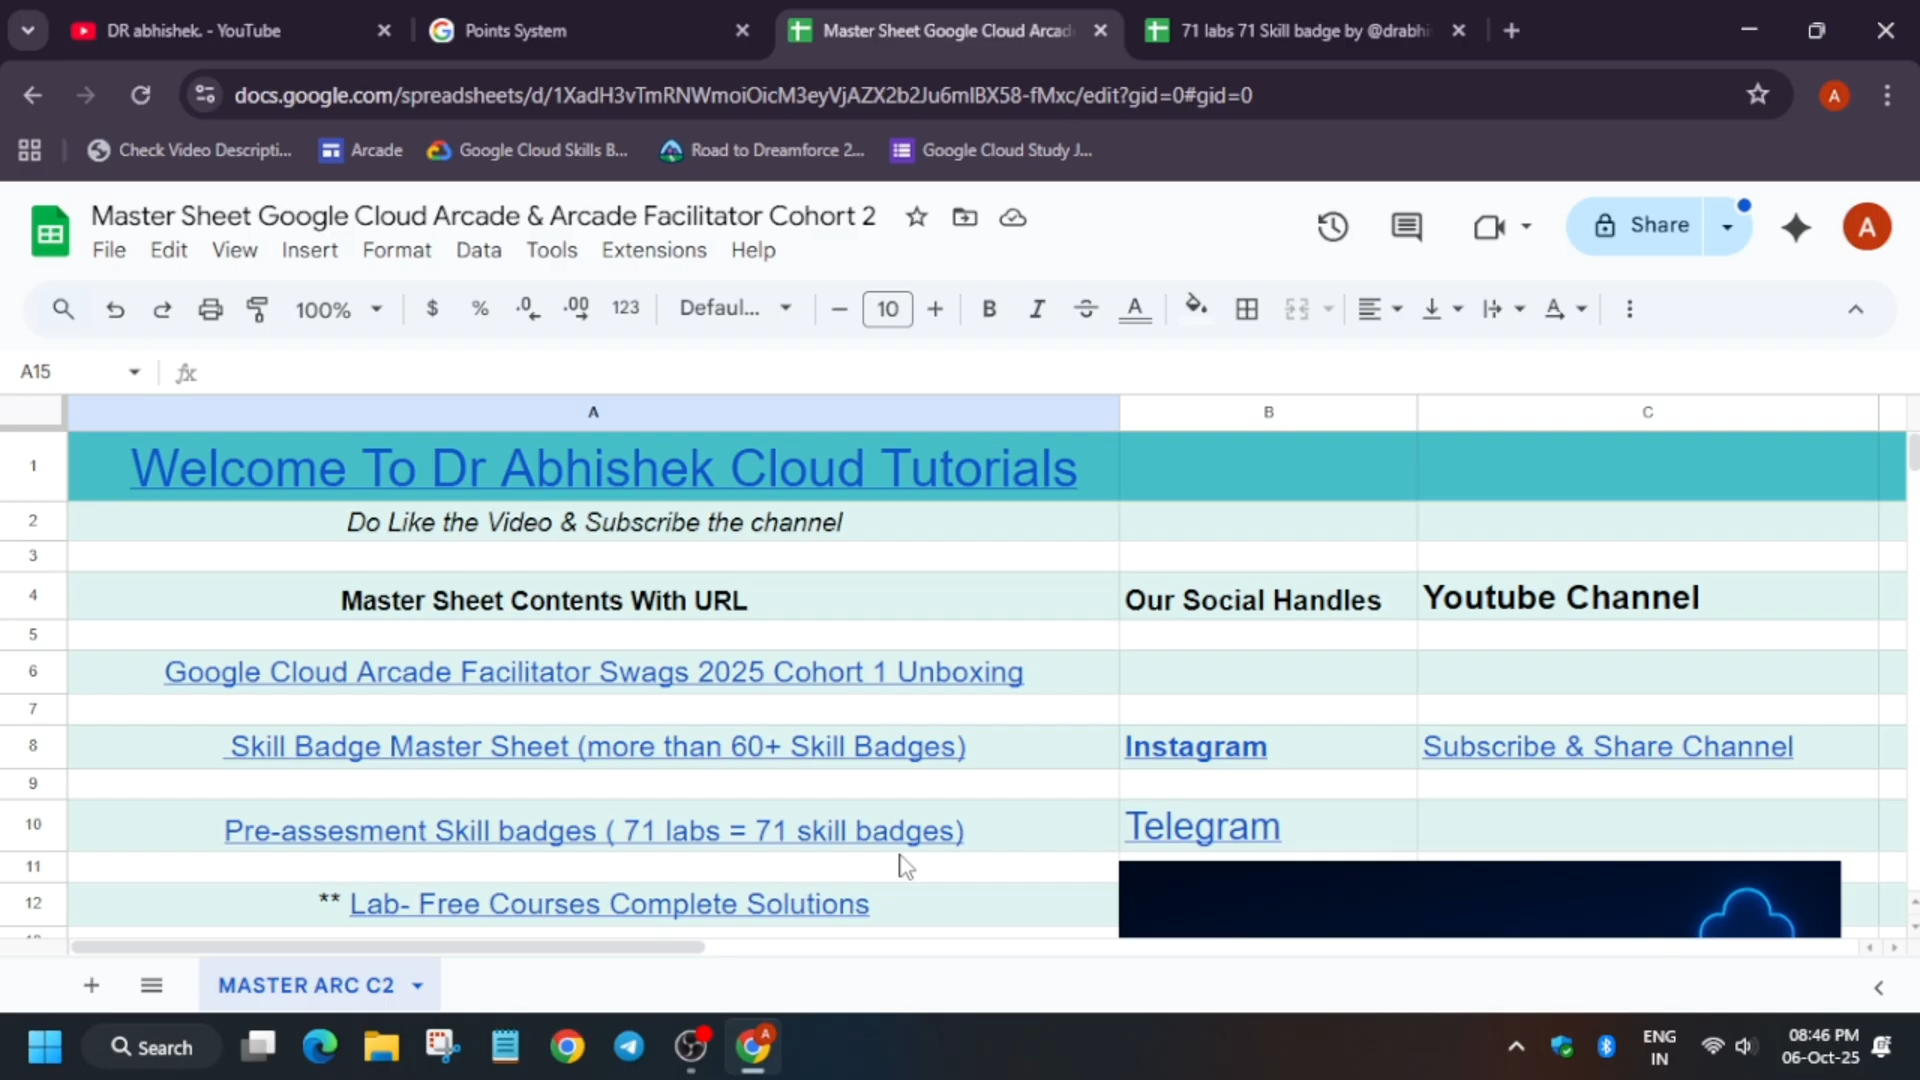 DR abhishek. - YouTube
Points System
Master Sheet Google Cloud Arcad
71 labs 71 Skill badge by @drabhi
docs.google.com/spreadsheets/d/1XadH3vTmRNWmoiOicM3eyVjAZX2b2Ju6mlBX58-fMxc/edit?gid=0#gid=0
A
Check Video Descripti...
Arcade
Google Cloud Skills B...
Road to Dreamforce 2...
Google Cloud Study J...
Master Sheet Google Cloud Arcade & Arcade Facilitator Cohort 2
Share
A
File Edit View Insert Format Data Tools Extensions Help
100% $ % .0 .00 123 Defaul... − 10 + B I A A
A15 fx
A B C
1 Welcome To Dr Abhishek Cloud Tutorials
2 Do Like the Video & Subscribe the channel
3
4 Master Sheet Contents With URL Our Social Handles Youtube Channel
5
6 Google Cloud Arcade Facilitator Swags 2025 Cohort 1 Unboxing
7
8 Skill Badge Master Sheet (more than 60+ Skill Badges) Instagram Subscribe & Share Channel
9
10 Pre-assesment Skill badges ( 71 labs = 71 skill badges) Telegram
11
12 ** Lab- Free Courses Complete Solutions
MASTER ARC C2
Search
A
ENG
IN
08:46 PM
06-Oct-25